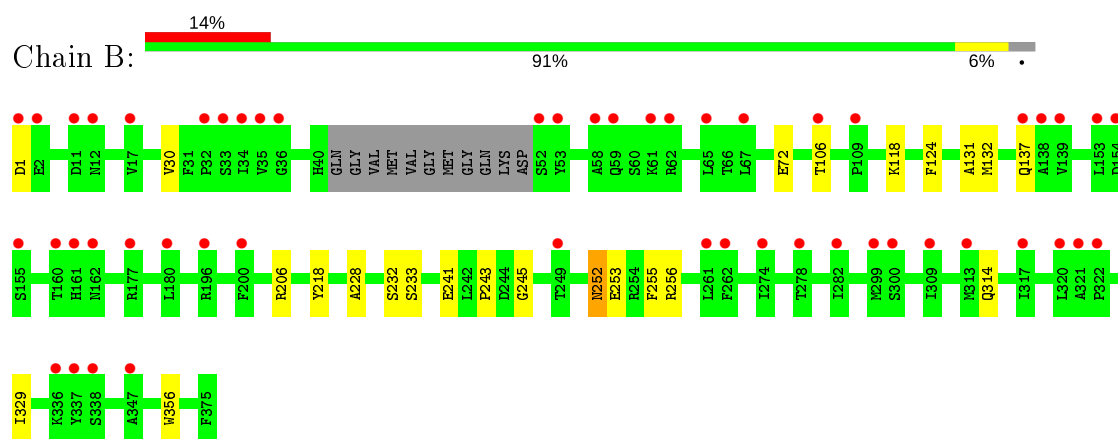 14%
Chain B:
91% 6% •
D1 E2 D11 N12 V17 V30 F31 P32 S33 I34 V35 G36 H40 GLN GLY VAL MET VAL GLY MET GLY GLN LYS ASP S52 Y53 A58 Q59 S60 K61 R62 L65 T66 L67 E72 T106 P109 K118 F124 A131 M132 Q137 A138 V139 L153 D154
S155 T160 H161 N162 R177 L180 R196 F200 R206 Y218 A228 S232 S233 E241 L242 P243 D244 G245 T249 N252 E253 R254 F255 R256 L261 F262 I274 T278 I282 M299 S300 I309 M313 Q314 I317 L320 A321 P322
I329 K336 Y337 S338 A347 W356 F375